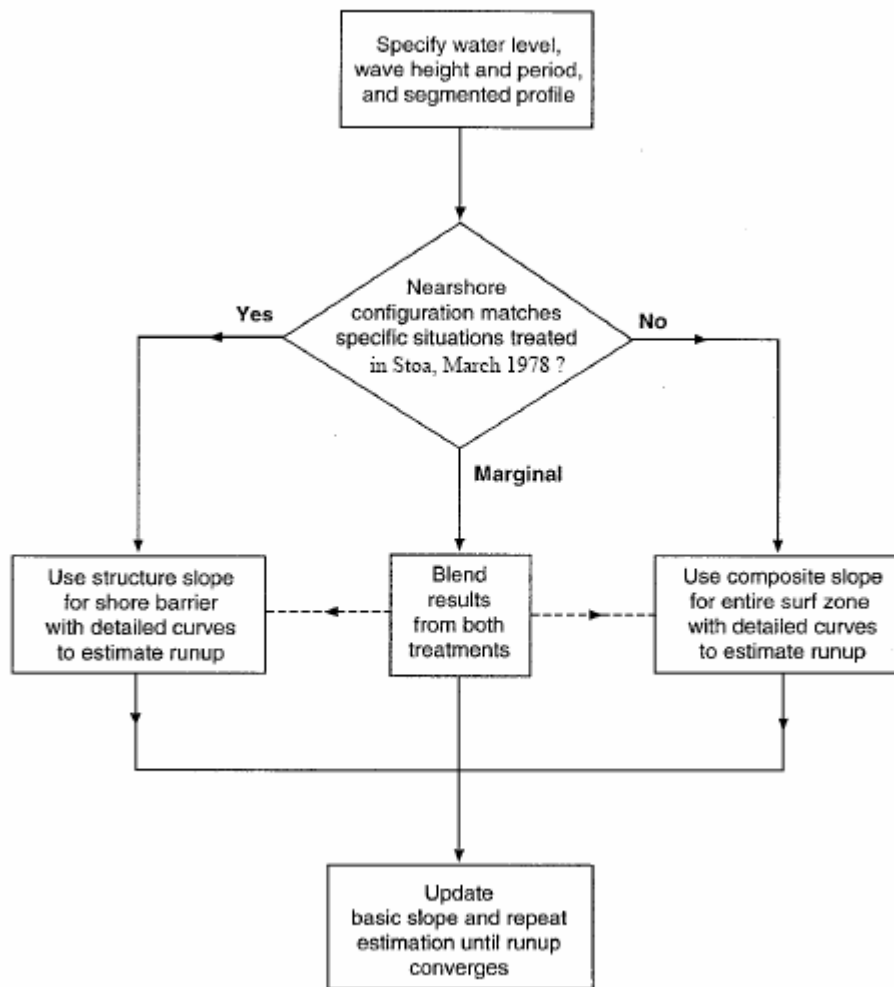 Specify water level,
wave height and period,
and segmented profile
Nearshore
configuration matches
specific situations treated
in Stoa, March 1978 ?
Yes
No
Marginal
Use structure slope
for shore barrier
with detailed curves
to estimate runup
Blend
results
from both
treatments
Use composite slope
for entire surf zone
with detailed curves
to estimate runup
Update
basic slope and repeat
estimation until runup
converges